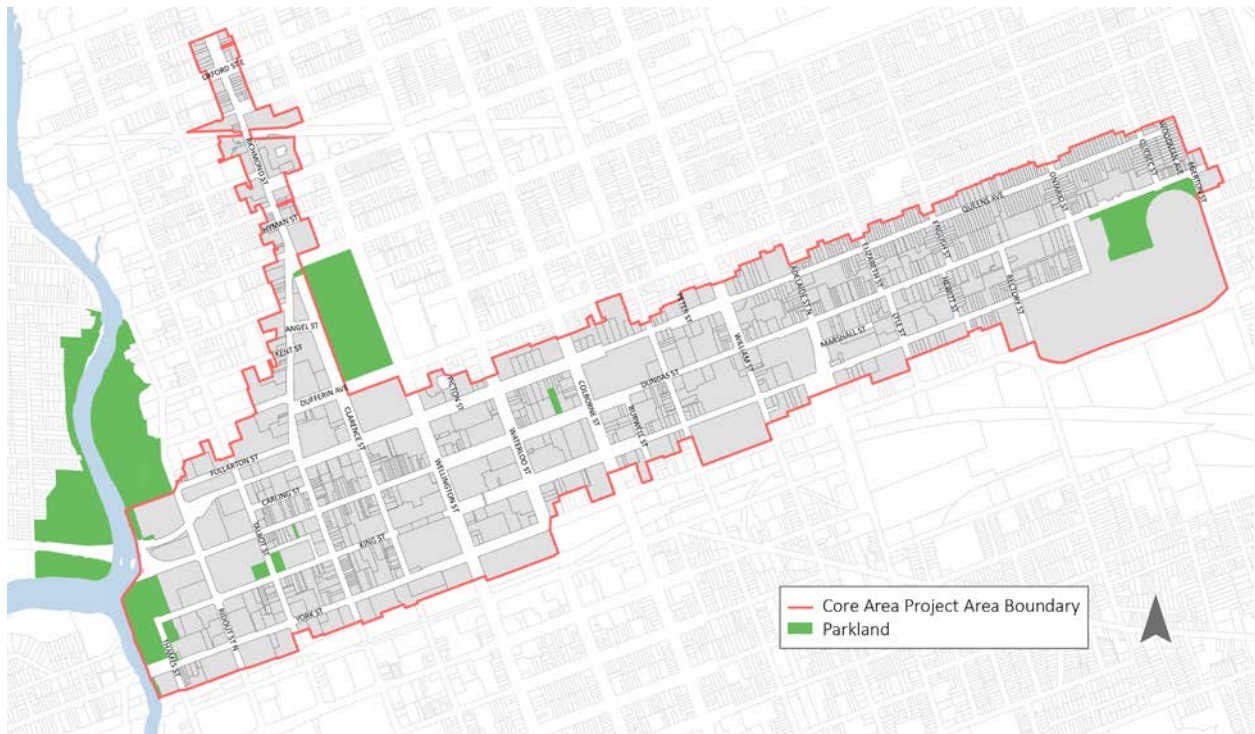 OXFORD ST E
RICHMOND ST
HYMAN ST
ANGEL ST
KENT ST
DUFFERIN AVE
CLARENCE ST
FULLARTON ST
CARLING ST
TALBOT ST
KING ST
YORK ST
RIDOUT ST N
THAMES ST
PICTON ST
WELLINGTON ST
WATERLOO ST
COLBORNE ST
BURWELL ST
DUNDAS ST
PETER ST
WILLIAM ST
ADELAIDE ST N
MARSHALL ST
LYLE ST
ELIZABETH ST
ENGLISH ST
HEWITT ST
RECTORY ST
QUEENS AVE
ONTARIO ST
QUEBEC ST
WOODMAN AVE
EGERTON ST
Core Area Project Area Boundary
Parkland